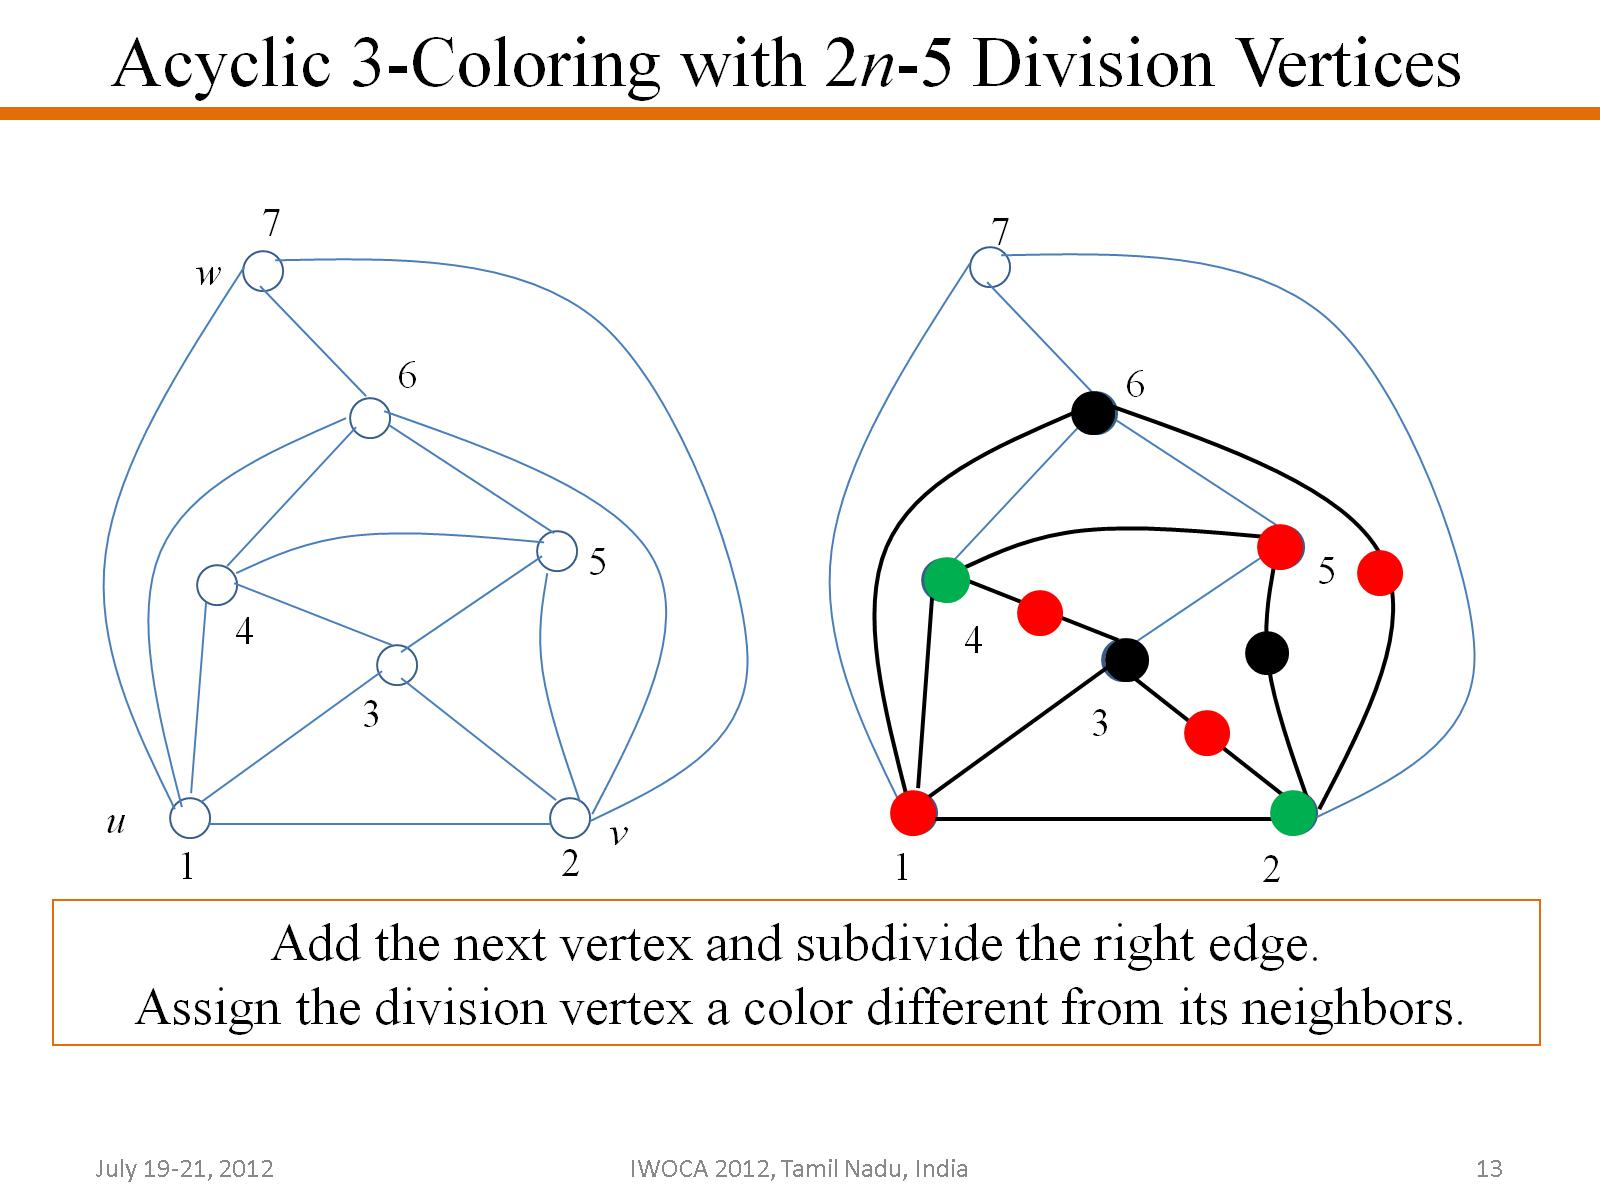 Acyclic 3-Coloring with 2n-5 Division Vertices
7
w
6
5
4
3
u
1
2
v
7
6
5
4
3
1
2
Add the next vertex and subdivide the right edge.
Assign the division vertex a color different from its neighbors.
July 19-21, 2012
IWOCA 2012, Tamil Nadu, India
13